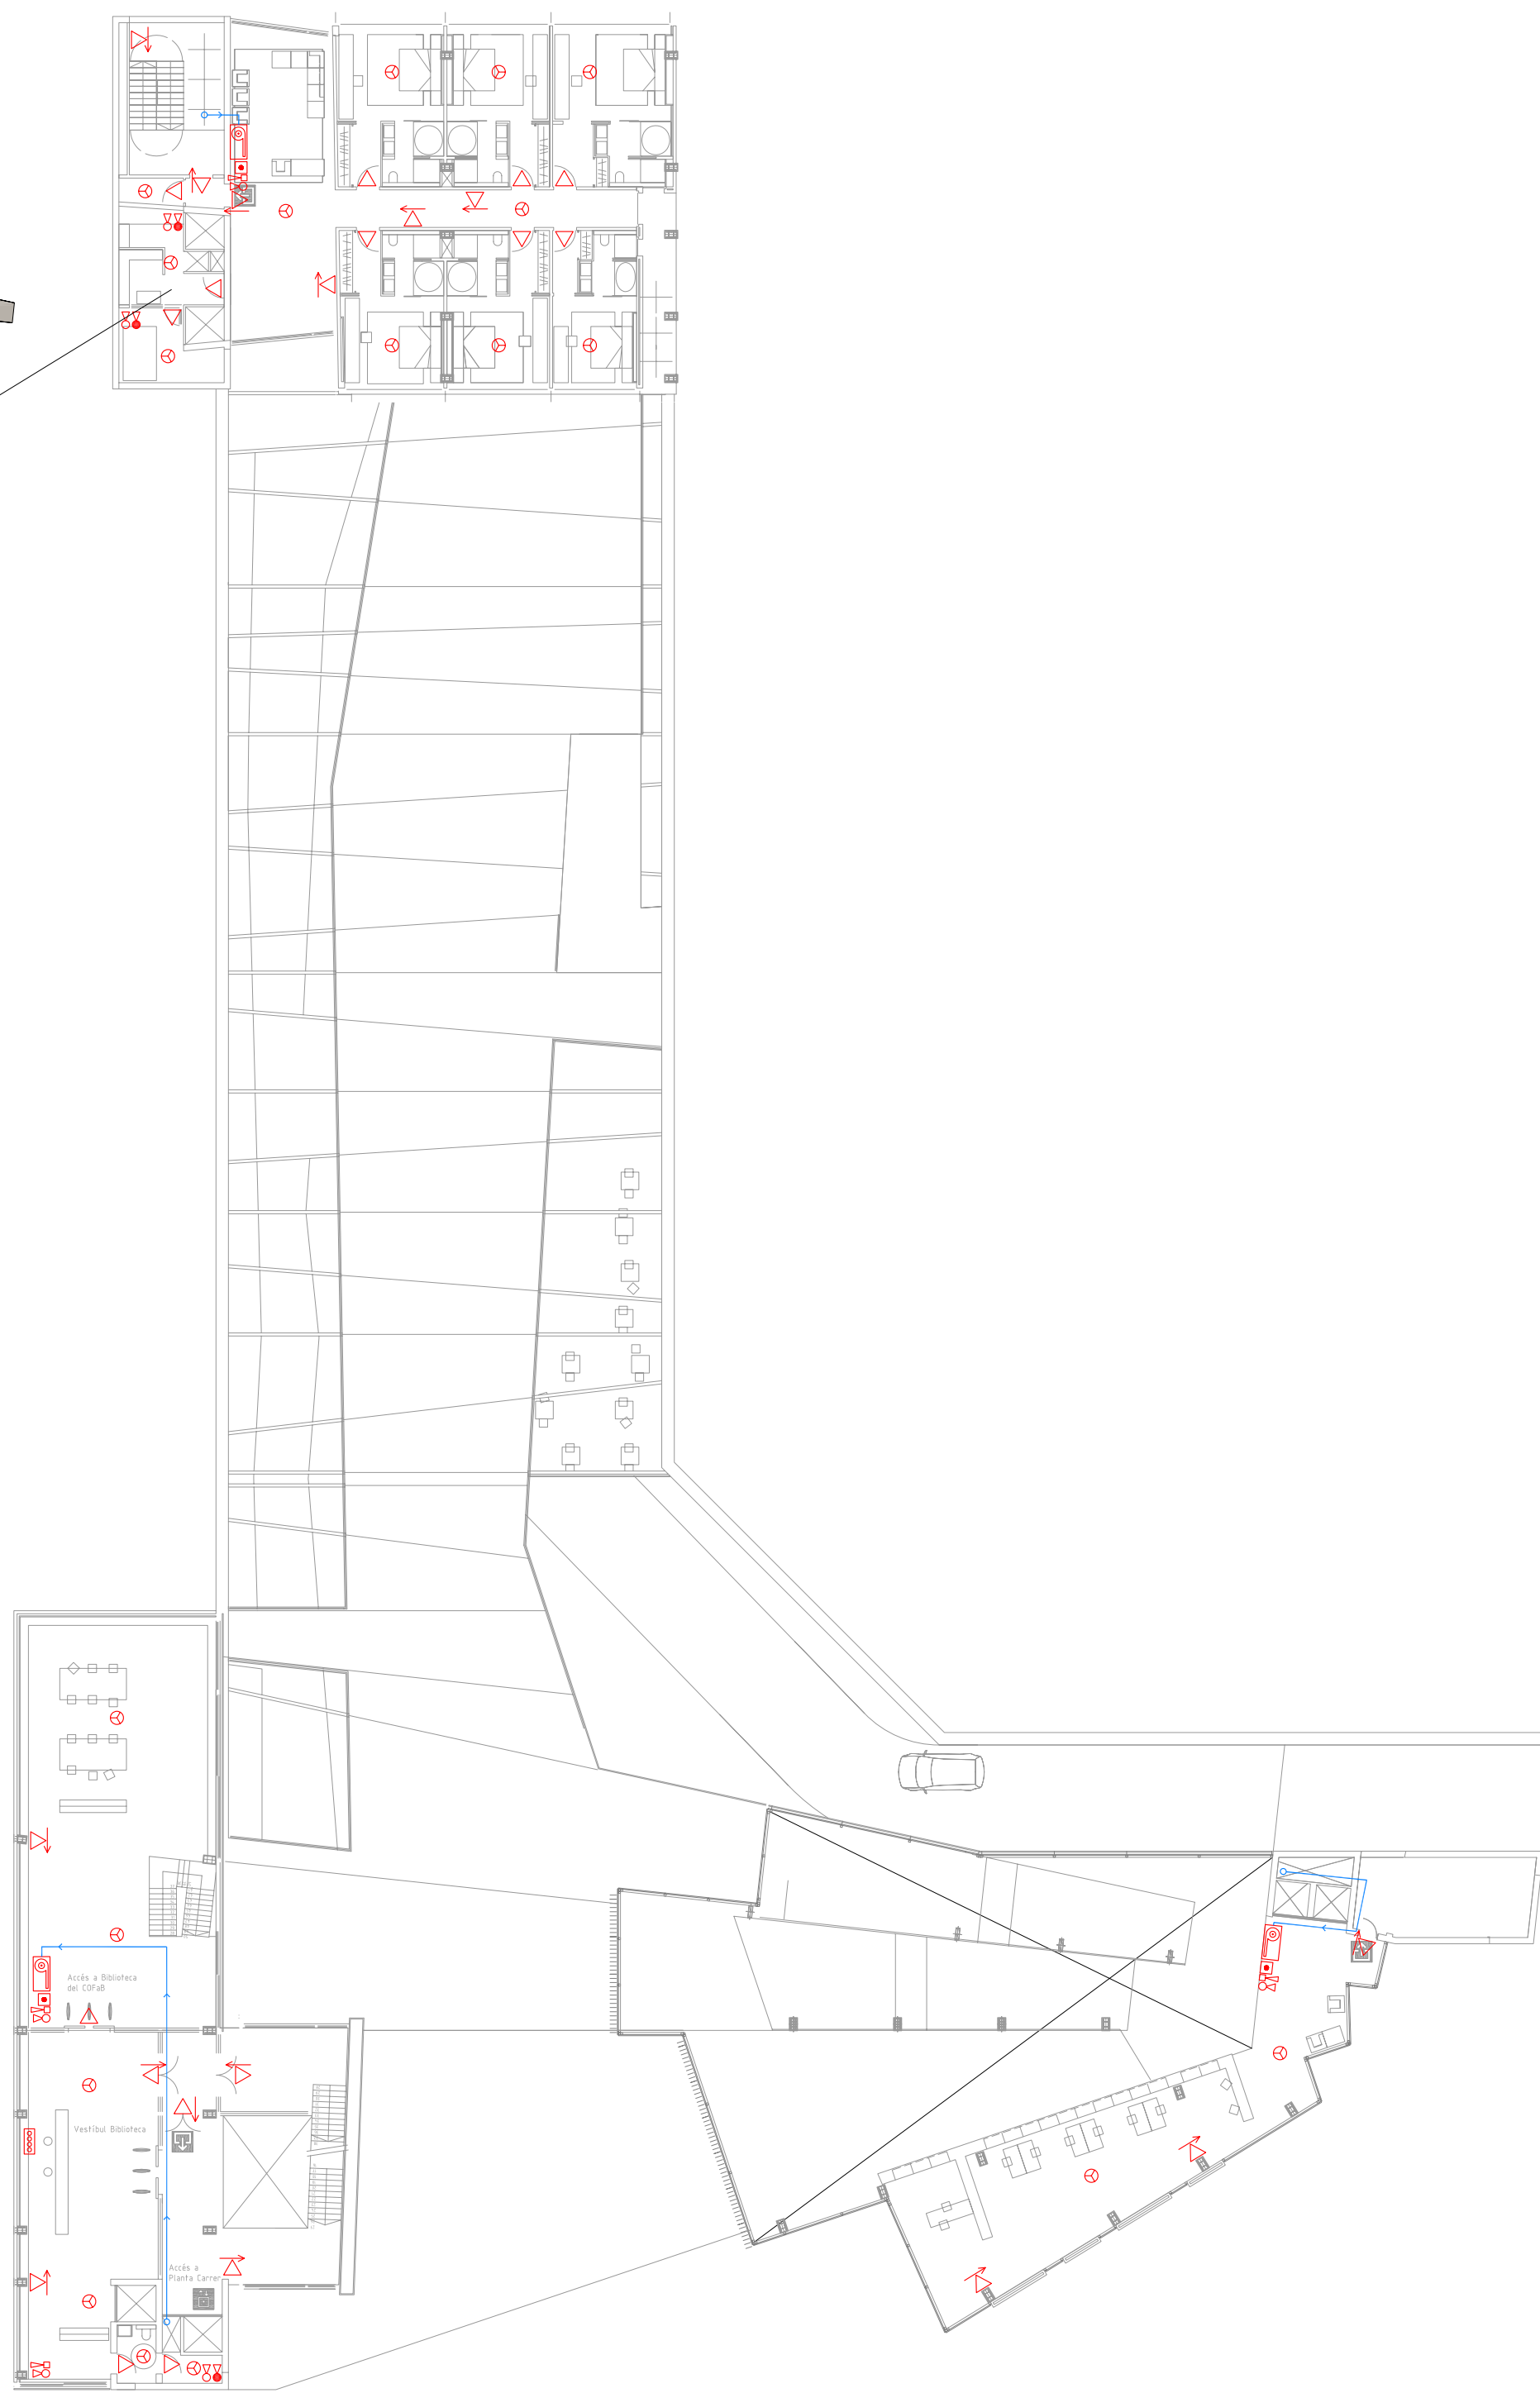 Accés a Biblioteca
del COFaB
Vestíbul Biblioteca
Accés a
Planta Carrer